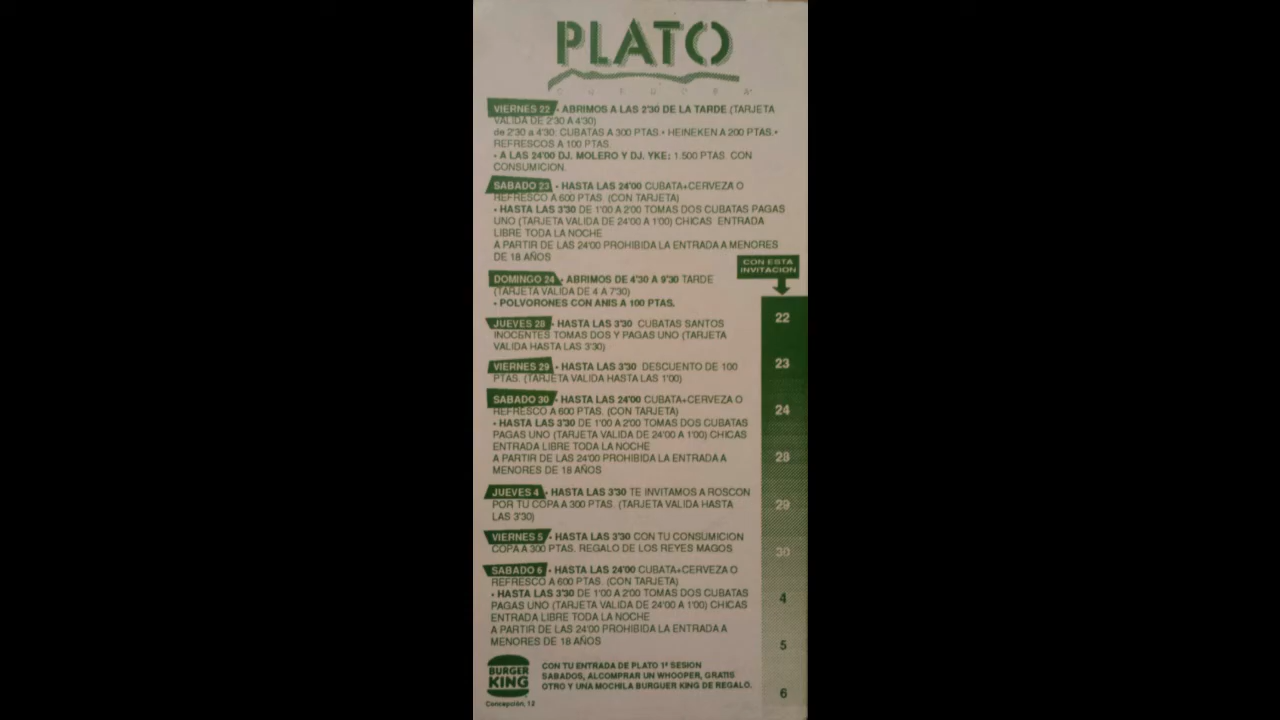 PLATO
VIERNES 22 • ABRIMOS A LAS 2'30 DE LA TARDE (TARJETA
VALIDA DE 2'30 A 4'30)
de 2'30 a 4'30: CUBATAS A 300 PTAS.• HEINEKEN A 200 PTAS.•
REFRESCOS A 100 PTAS.
• A LAS 24'00 DJ. MOLERO Y DJ. YKE: 1.500 PTAS. CON
CONSUMICION.
SABADO 23 • HASTA LAS 24'00 CUBATA+CERVEZA O
REFRESCO A 600 PTAS. (CON TARJETA)
• HASTA LAS 3'30 DE 1'00 A 2'00 TOMAS DOS CUBATAS PAGAS
UNO (TARJETA VALIDA DE 24'00 A 1'00) CHICAS ENTRADA
LIBRE TODA LA NOCHE
A PARTIR DE LAS 24'00 PROHIBIDA LA ENTRADA A MENORES
DE 18 AÑOS
CON ESTA
INVITACION
DOMINGO 24 • ABRIMOS DE 4'30 A 9'30 TARDE
(TARJETA VALIDA DE 4 A 7'30)
• POLVORONES CON ANIS A 100 PTAS.
JUEVES 28 • HASTA LAS 3'30 CUBATAS SANTOS
INOCENTES TOMAS DOS Y PAGAS UNO (TARJETA
VALIDA HASTA LAS 3'30)
VIERNES 29 • HASTA LAS 3'30 DESCUENTO DE 100
PTAS. (TARJETA VALIDA HASTA LAS 1'00)
SABADO 30 • HASTA LAS 24'00 CUBATA+CERVEZA O
REFRESCO A 600 PTAS. (CON TARJETA)
• HASTA LAS 3'30 DE 1'00 A 2'00 TOMAS DOS CUBATAS
PAGAS UNO (TARJETA VALIDA DE 24'00 A 1'00) CHICAS
ENTRADA LIBRE TODA LA NOCHE
A PARTIR DE LAS 24'00 PROHIBIDA LA ENTRADA A
MENORES DE 18 AÑOS
JUEVES 4 • HASTA LAS 3'30 TE INVITAMOS A ROSCON
POR TU COPA A 300 PTAS. (TARJETA VALIDA HASTA
LAS 3'30)
VIERNES 5 • HASTA LAS 3'30 CON TU CONSUMICION
COPA A 300 PTAS. REGALO DE LOS REYES MAGOS
SABADO 6 • HASTA LAS 24'00 CUBATA+CERVEZA O
REFRESCO A 600 PTAS. (CON TARJETA)
• HASTA LAS 3'30 DE 1'00 A 2'00 TOMAS DOS CUBATAS
PAGAS UNO (TARJETA VALIDA DE 24'00 A 1'00) CHICAS
ENTRADA LIBRE TODA LA NOCHE
A PARTIR DE LAS 24'00 PROHIBIDA LA ENTRADA A
MENORES DE 18 AÑOS
22
23
24
28
29
30
4
5
6
BURGER
KING
Concepción, 12
CON TU ENTRADA DE PLATO 1ª SESION
SABADOS, ALCOMPRAR UN WHOOPER, GRATIS
OTRO Y UNA MOCHILA BURGUER KING DE REGALO.